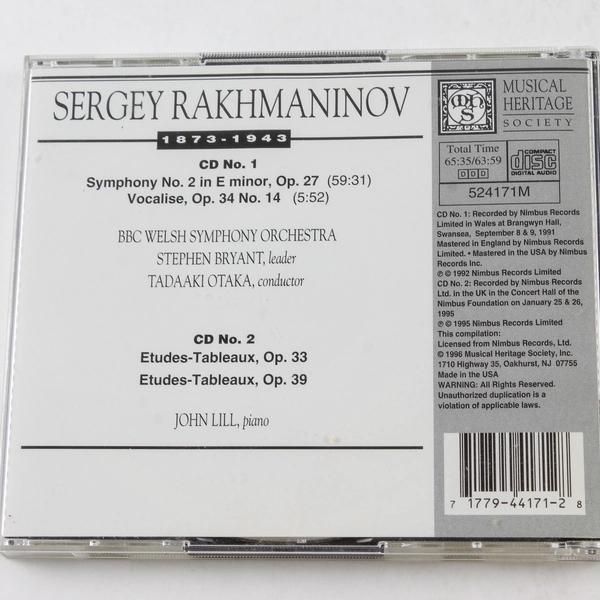 SERGEY RAKHMANINOV
1873-1943
CD No. 1
Symphony No. 2 in E minor, Op. 27 (59:31)
Vocalise, Op. 34 No. 14 (5:52)
BBC WELSH SYMPHONY ORCHESTRA
STEPHEN BRYANT, leader
TADAAKI OTAKA, conductor
CD No. 2
Etudes-Tableaux, Op. 33
Etudes-Tableaux, Op. 39
JOHN LILL, piano
MHS
MUSICAL
HERITAGE
SOCIETY
Total Time
65:35/63:59
DDD
COMPACT
disc
DIGITAL AUDIO
524171M
CD No. 1: Recorded by Nimbus Records
Limited in Wales at Brangwyn Hall,
Swansea, September 8 & 9, 1991
Mastered in England by Nimbus Records
Limited. • Mastered in the USA by Nimbus
Records Inc.
℗ © 1992 Nimbus Records Limited
CD No. 2: Recorded by Nimbus Records
Ltd. in the UK in the Concert Hall of the
Nimbus Foundation on January 25 & 26,
1995
℗ © 1995 Nimbus Records Limited
This compilation:
Licensed from Nimbus Records, Ltd.
© 1996 Musical Heritage Society, Inc.
1710 Highway 35, Oakhurst, NJ 07755
Made in the USA
WARNING: All Rights Reserved.
Unauthorized duplication is a
violation of applicable laws.
7 17794-44171-2 8